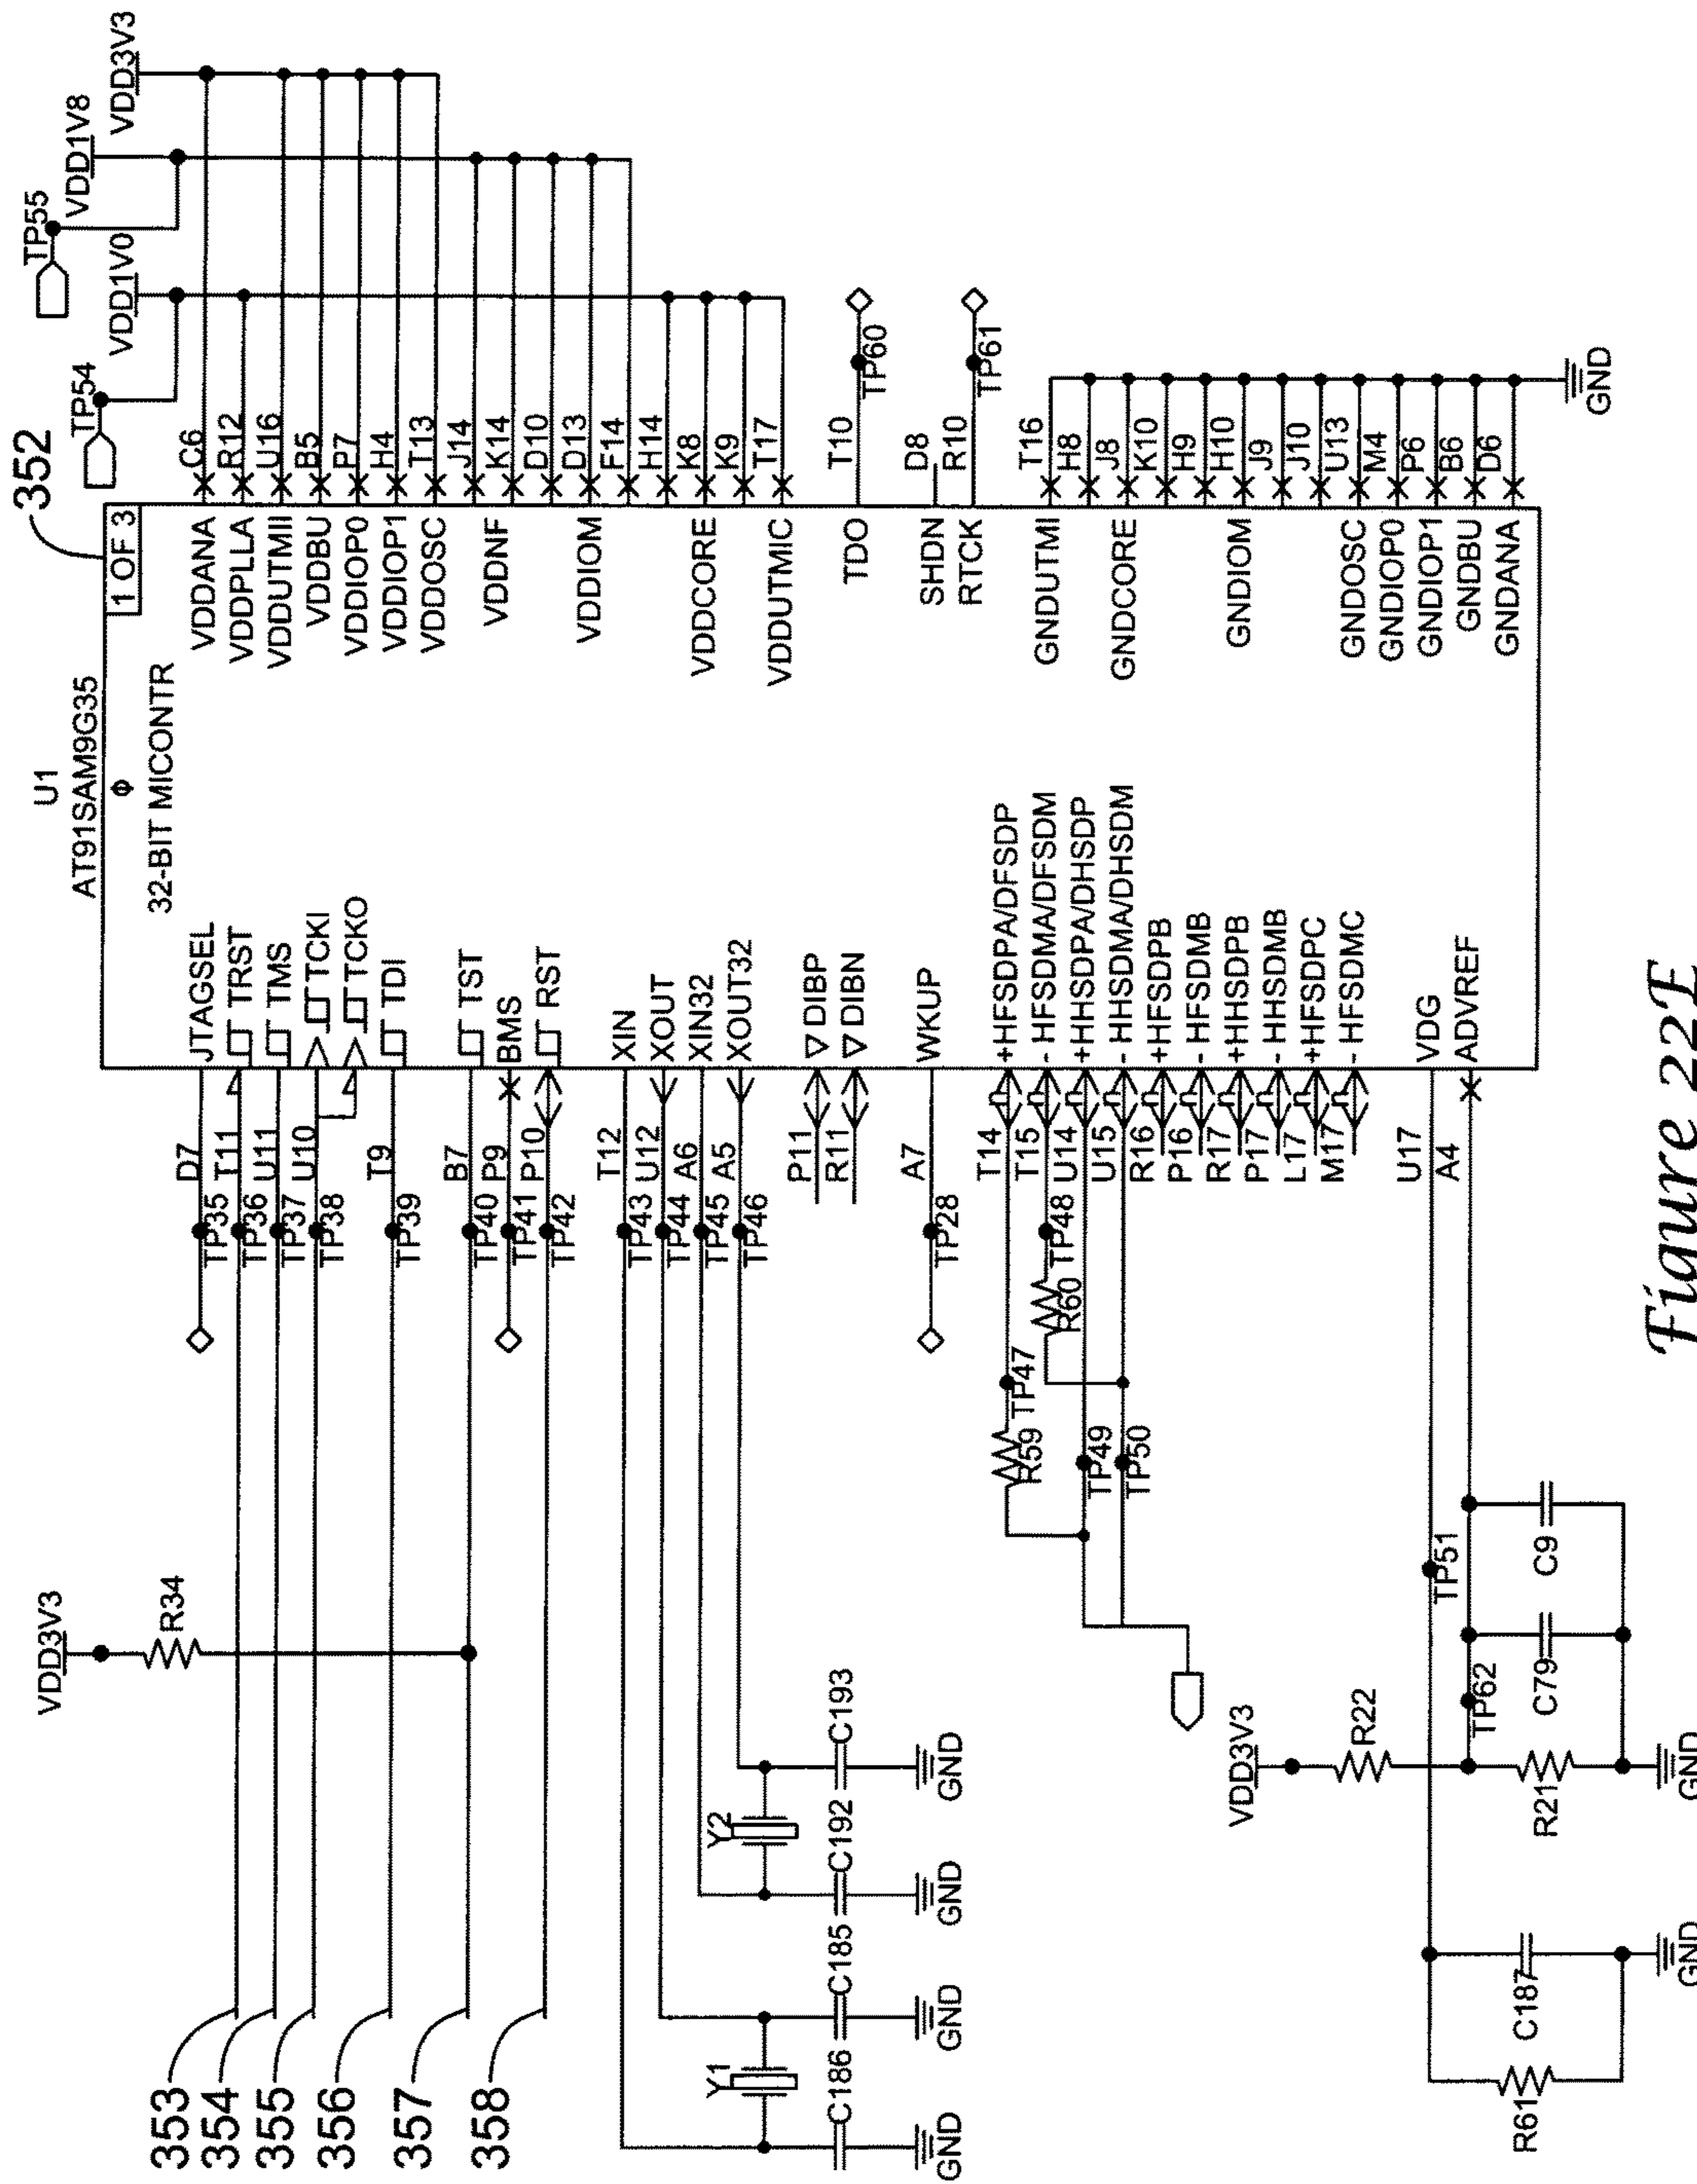 352
U1
AT91SAM9G35
1 OF 3
ϕ
32-BIT MICONTR
TP54
TP55
VDD1V0
VDD1V8
VDD3V3
VDD3V3
R34
353
354
355
356
357
358
D7
TP35
JTAGSEL
T11
TP36
TRST
U11
TP37
TMS
U10
TP38
TCKI
TCKO
T9
TP39
TDI
B7
TP40
TST
P9
TP41
BMS
P10
TP42
RST
T12
TP43
XIN
U12
TP44
XOUT
A6
TP45
XIN32
A5
TP46
XOUT32
P11
DIBP
R11
DIBN
A7
TP28
WKUP
T14
n
+HFSDPA/DFSDP
T15
n
- HFSDMA/DFSDM
U14
n
+HHSDPA/DHSDP
U15
n
- HHSDMA/DHSDM
R16
n
+HFSDPB
P16
n
- HFSDMB
R17
n
+HHSDPB
P17
n
- HHSDMB
L17
n
+HFSDPC
M17
n
- HFSDMC
U17
VDG
A4
ADVREF
VDDANA
C6
VDDPLLA
R12
VDDUTMII
U16
VDDBU
B5
VDDIOP0
P7
VDDIOP1
H4
VDDOSC
T13
J14
VDDNF
K14
D10
D13
VDDIOM
F14
H14
K8
VDDCORE
K9
VDDUTMIC
T17
TDO
T10
TP60
SHDN
D8
RTCK
R10
TP61
GNDUTMI
T16
H8
GNDCORE
J8
K10
H9
GNDIOM
H10
J9
J10
GNDOSC
U13
GNDIOP0
M4
GNDIOP1
P6
GNDBU
B6
GNDANA
D6
GND
Y1
C186
GND
C185
GND
Y2
C192
GND
C193
GND
R59
TP47
R60
TP48
TP49
TP50
VDD3V3
R22
TP62
TP51
R21
C79
C9
GND
R61
C187
GND
Figure 22E